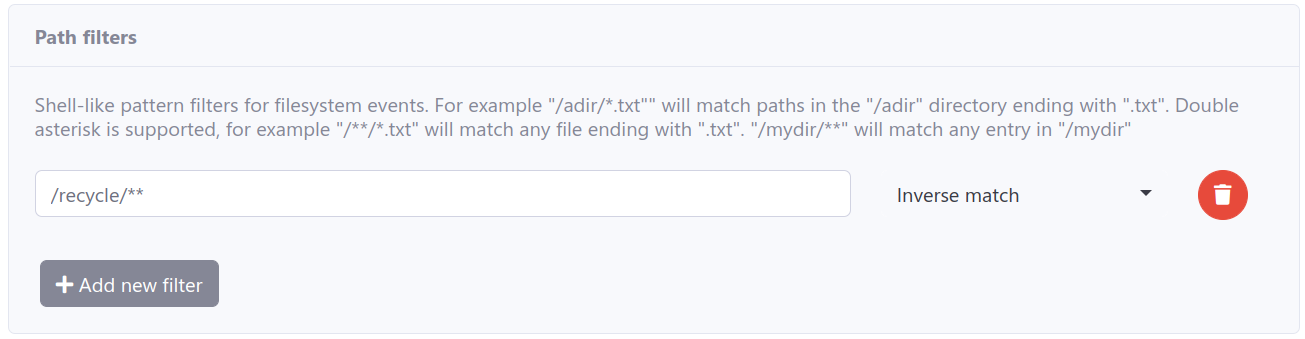 Path filters
Shell-like pattern filters for filesystem events. For example "/adir/*.txt"" will match paths in the "/adir" directory ending with ".txt". Double
asterisk is supported, for example "/**/*.txt" will match any file ending with ".txt". "/mydir/**" will match any entry in "/mydir"
/recycle/**
Inverse match
Add new filter